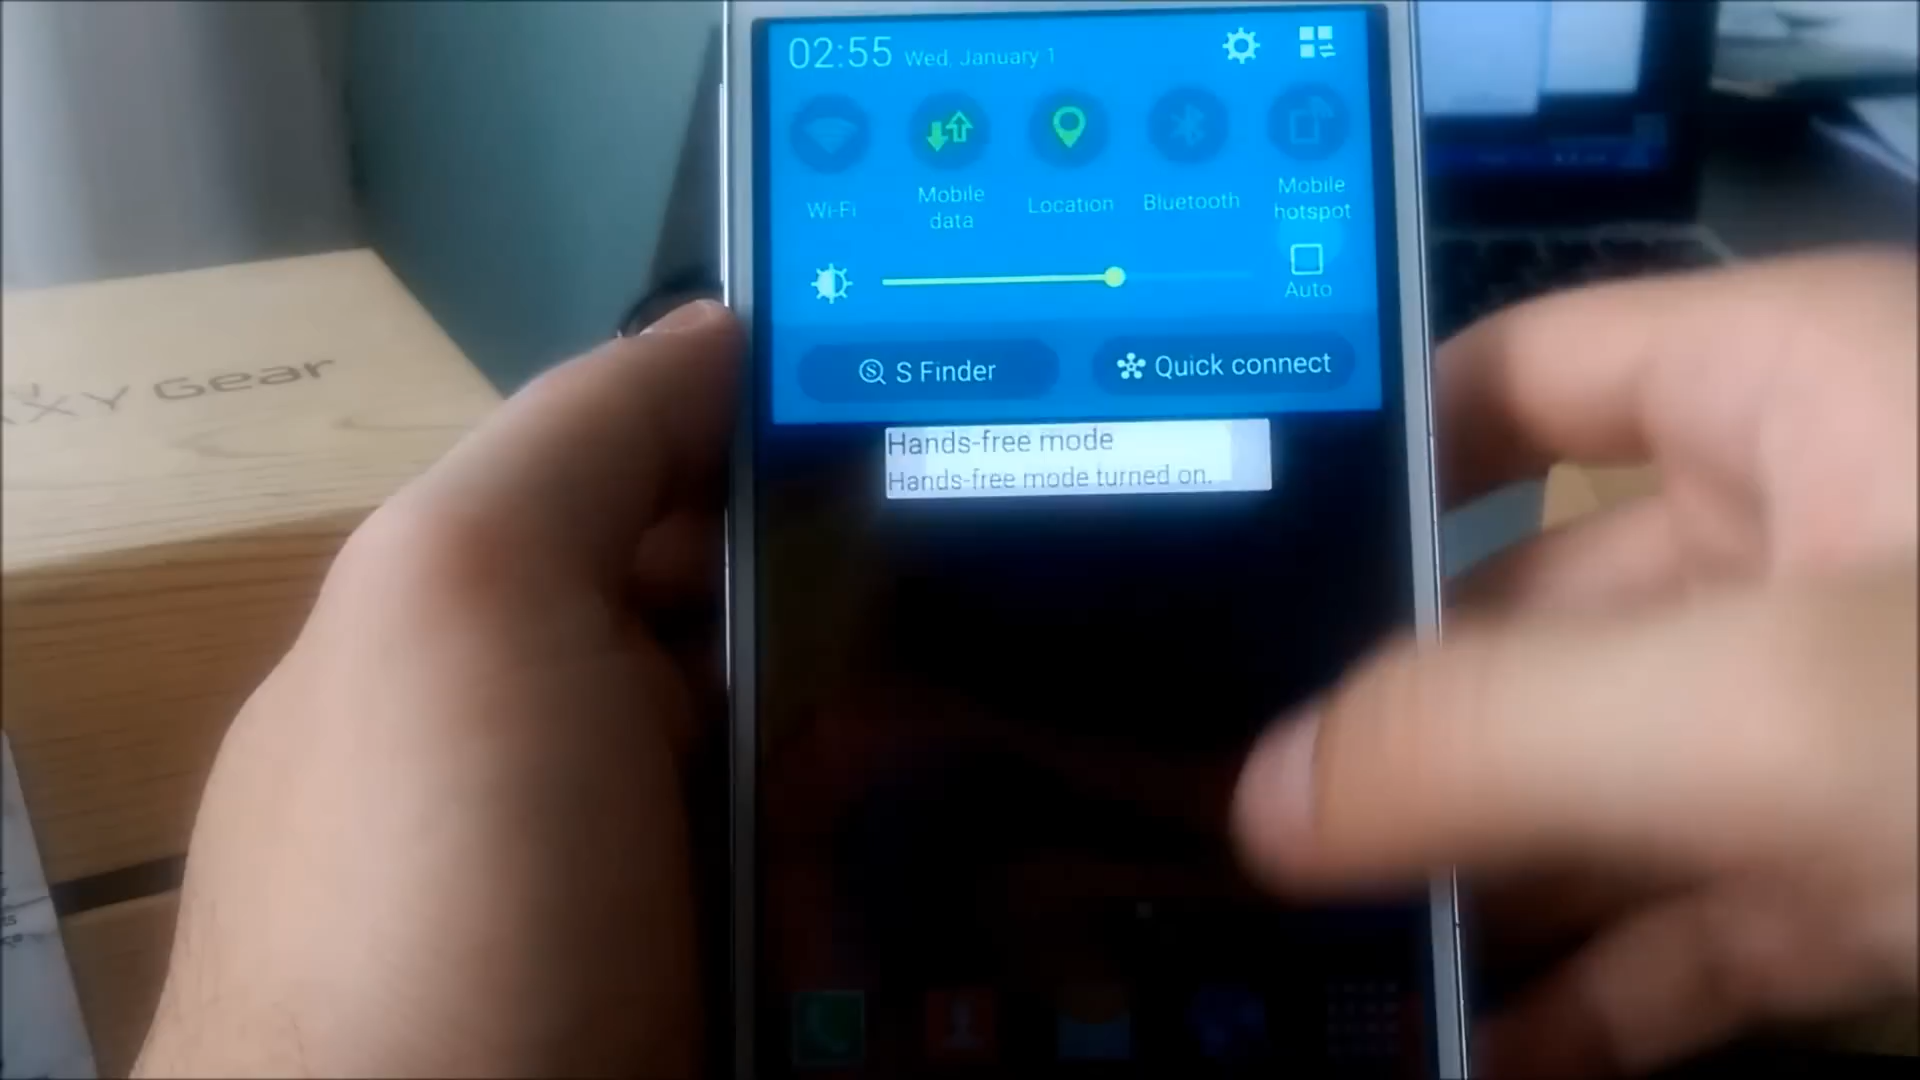 02:55 Wed, January 1
Wi-Fi
Mobile data
Location
Bluetooth
Mobile hotspot
Auto
S Finder
Quick connect
Hands-free mode
Hands-free mode turned on.
XY Gear